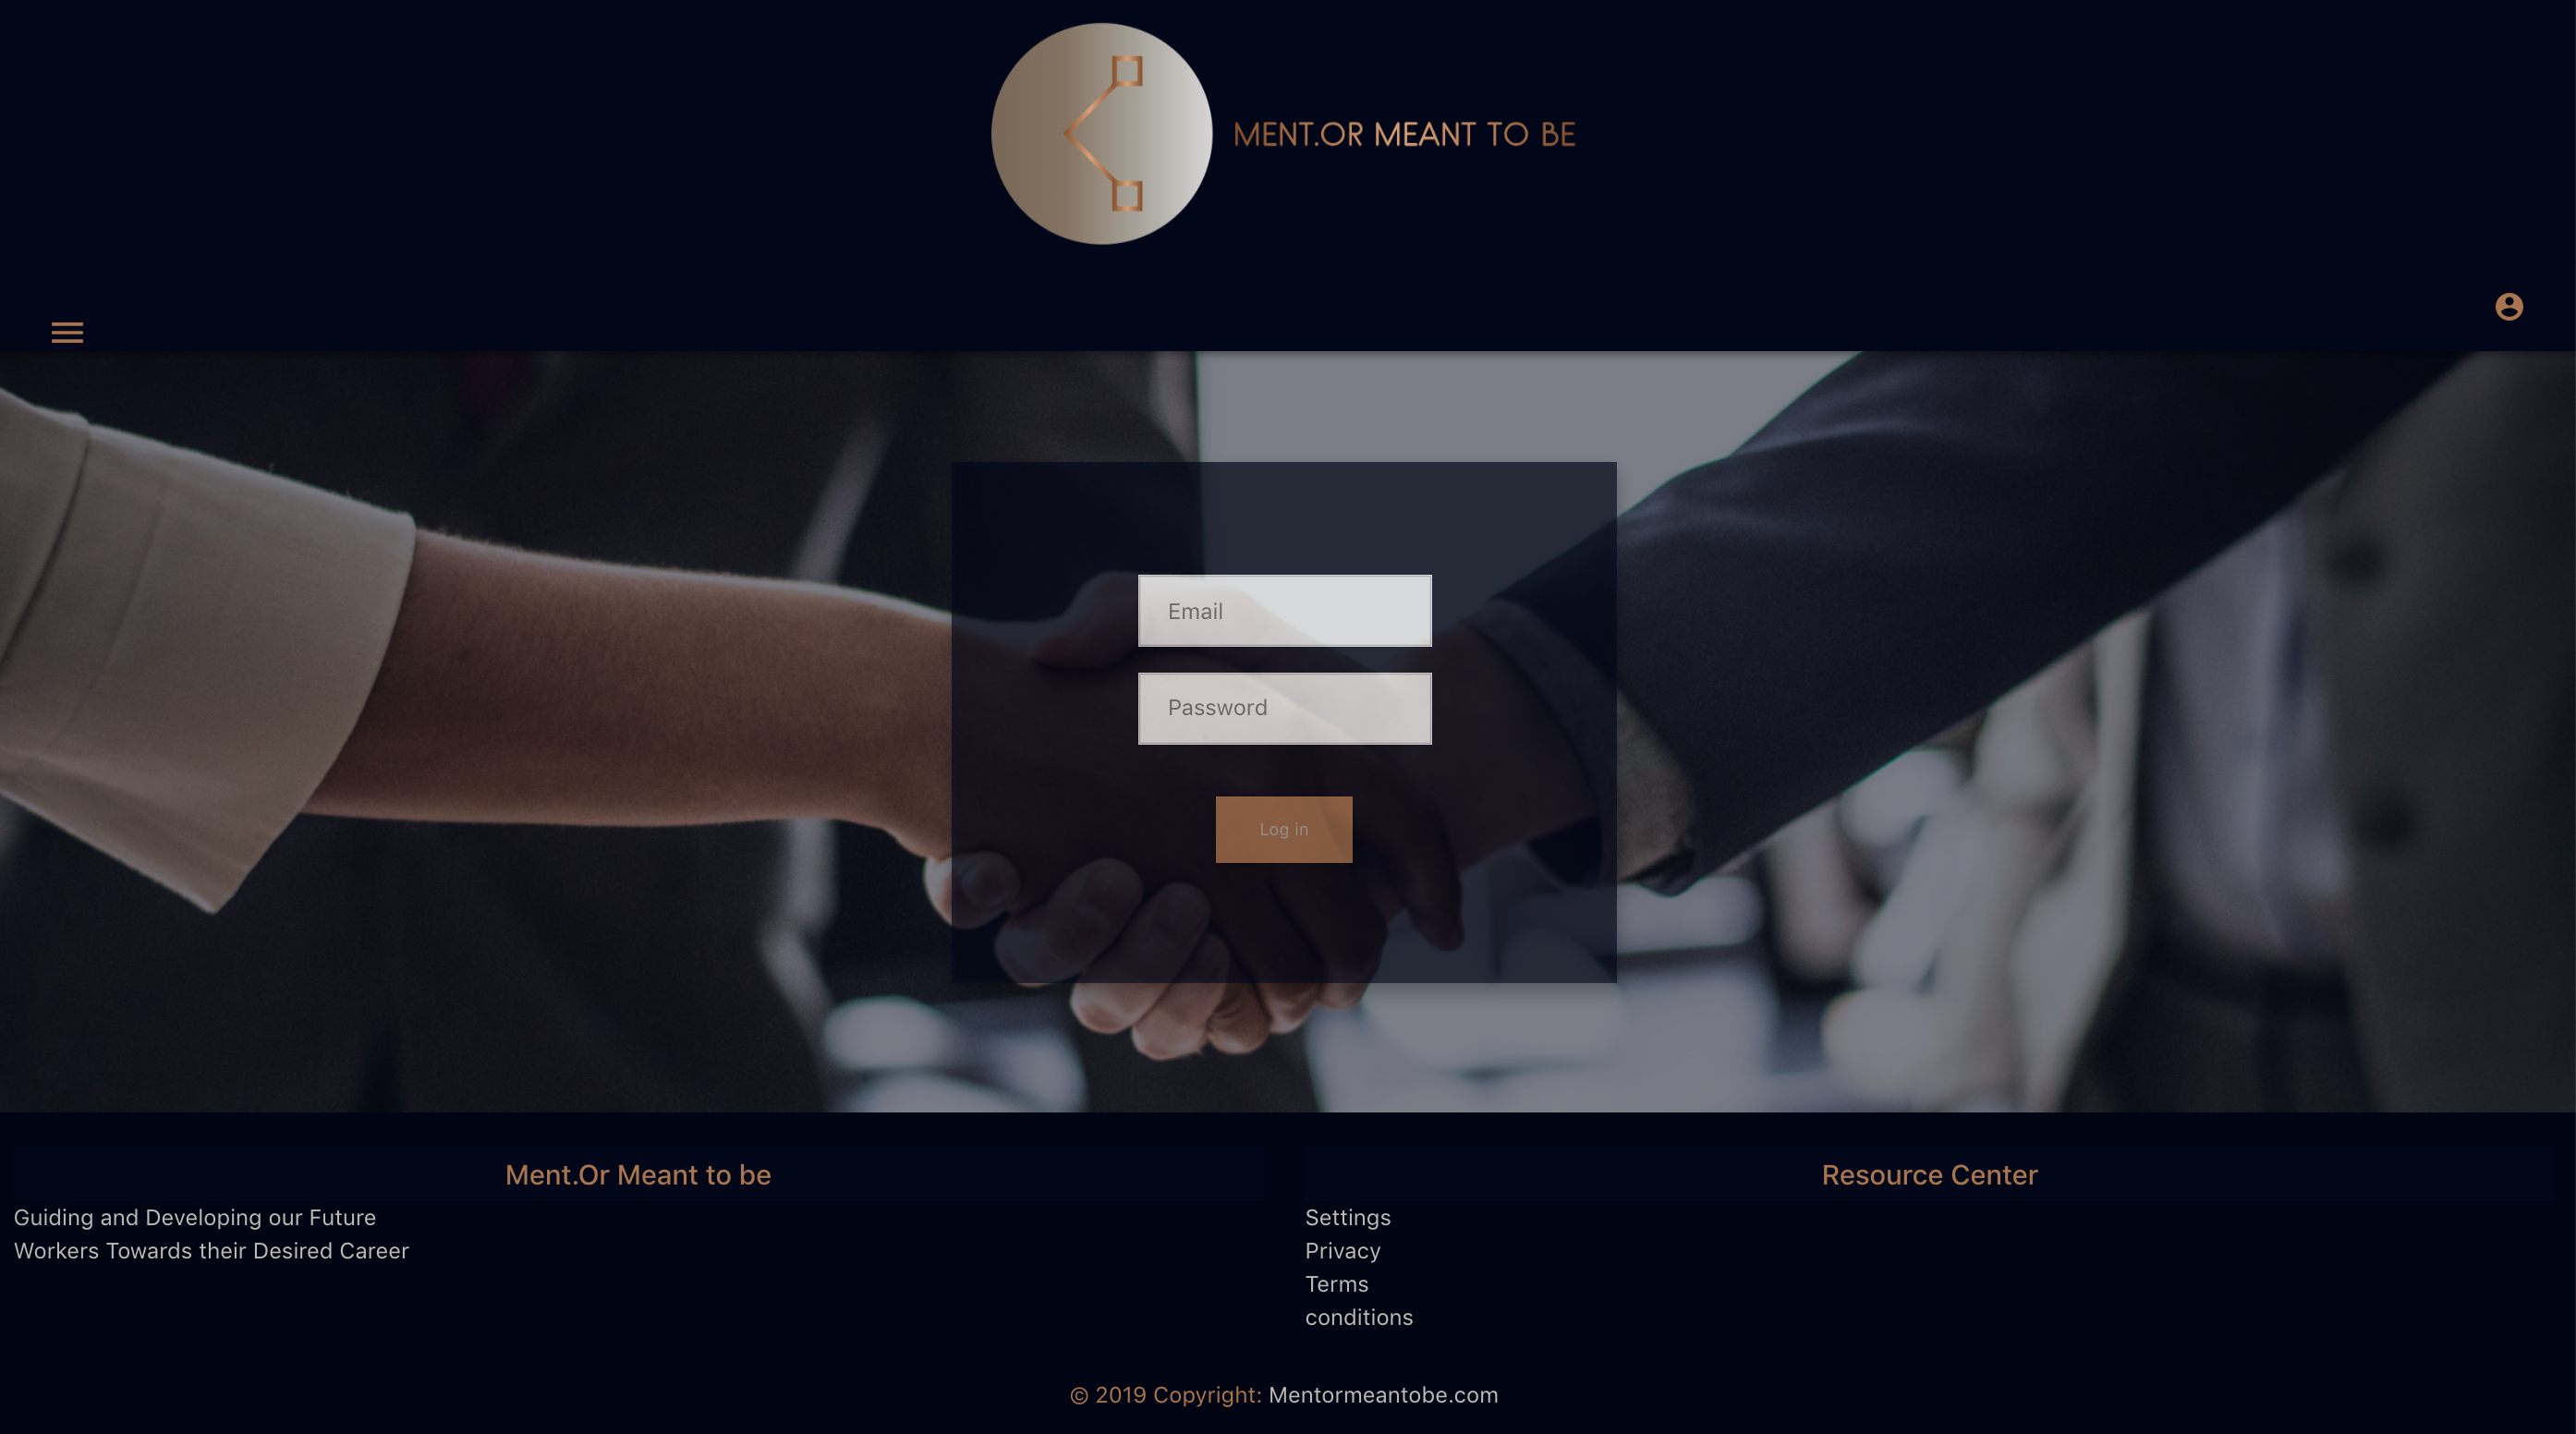 MENT.OR MEANT TO BE
Email
Password
Log in
Ment.Or Meant to be
Guiding and Developing our Future
Workers Towards their Desired Career
Resource Center
Settings
Privacy
Terms
conditions
© 2019 Copyright: Mentormeantobe.com